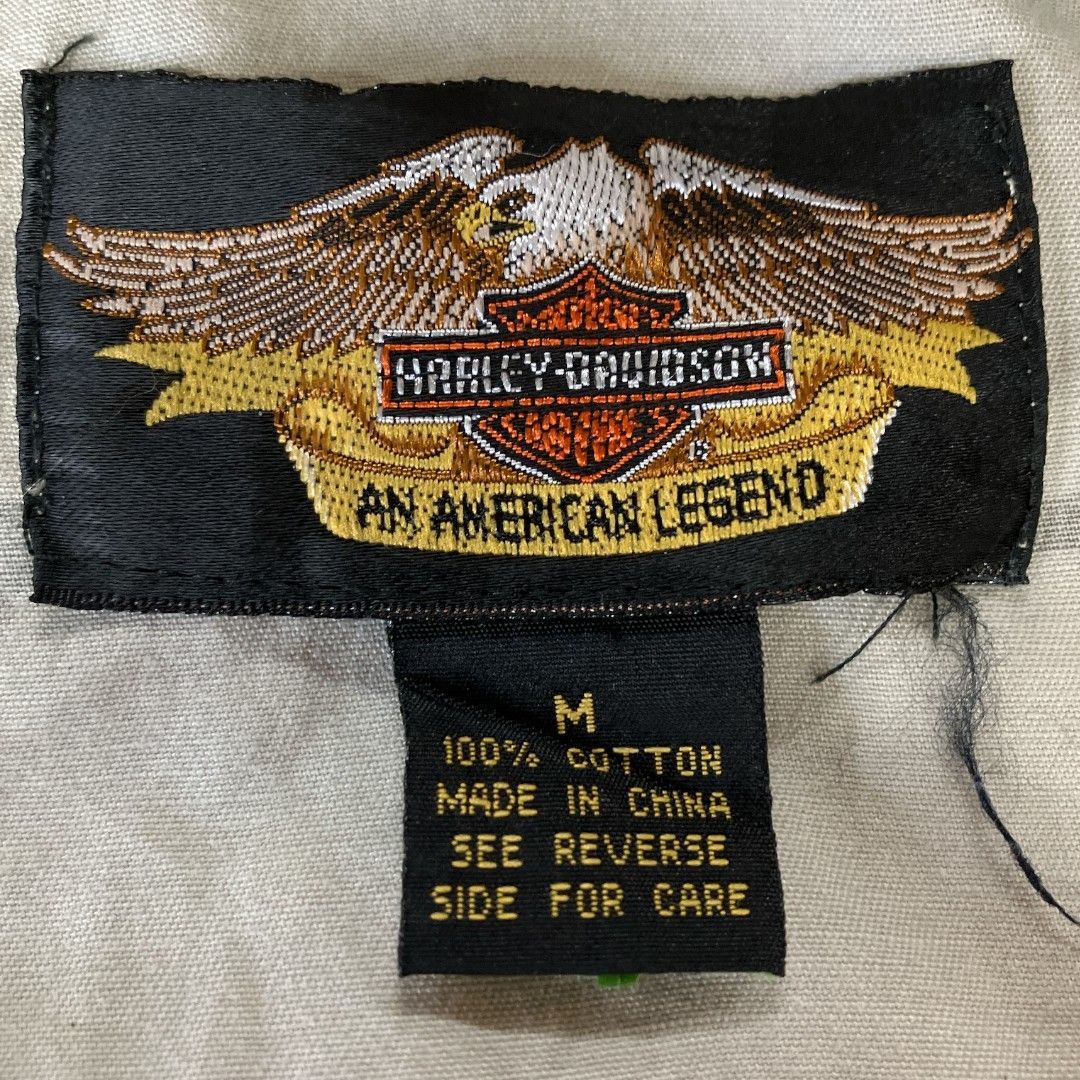 HARLEY-DAVIDSON
®
AN AMERICAN LEGEND
M
100% COTTON
MADE IN CHINA
SEE REVERSE
SIDE FOR CARE